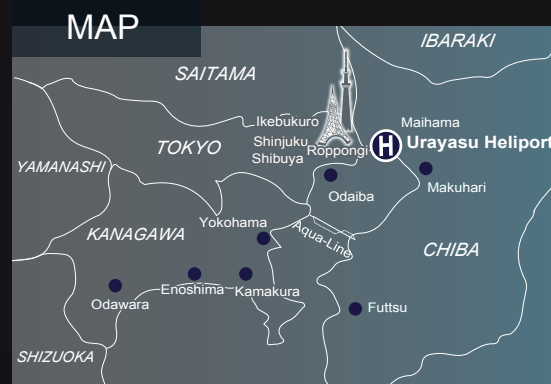 MAP
IBARAKI
SAITAMA
Ikebukuro
Maihama
Shinjuku
TOKYO
Roppongi
H
Urayasu Heliport
Shibuya
YAMANASHI
Makuhari
Odaiba
Yokohama
Aqua-Line
KANAGAWA
CHIBA
Enoshima
Kamakura
Odawara
Futtsu
SHIZUOKA